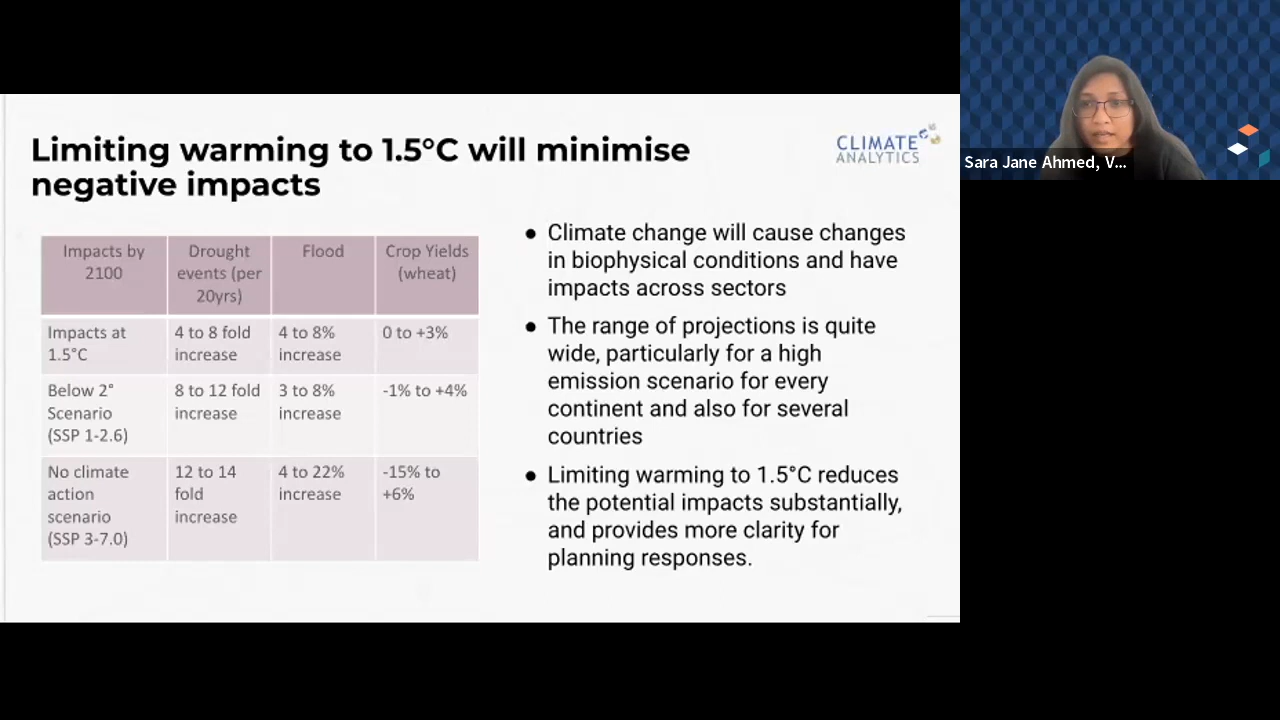 Limiting warming to 1.5°C will minimise
negative impacts
CLIMATE
ANALYTICS
Impacts by
2100
Drought
events (per
20yrs)
Flood
Crop Yields
(wheat)
Impacts at
1.5°C
4 to 8 fold
increase
4 to 8%
increase
0 to +3%
Below 2°
Scenario
(SSP 1-2.6)
8 to 12 fold
increase
3 to 8%
increase
-1% to +4%
No climate
action
scenario
(SSP 3-7.0)
12 to 14
fold
increase
4 to 22%
increase
-15% to
+6%
● Climate change will cause changes
in biophysical conditions and have
impacts across sectors
● The range of projections is quite
wide, particularly for a high
emission scenario for every
continent and also for several
countries
● Limiting warming to 1.5°C reduces
the potential impacts substantially,
and provides more clarity for
planning responses.
Sara Jane Ahmed, V...